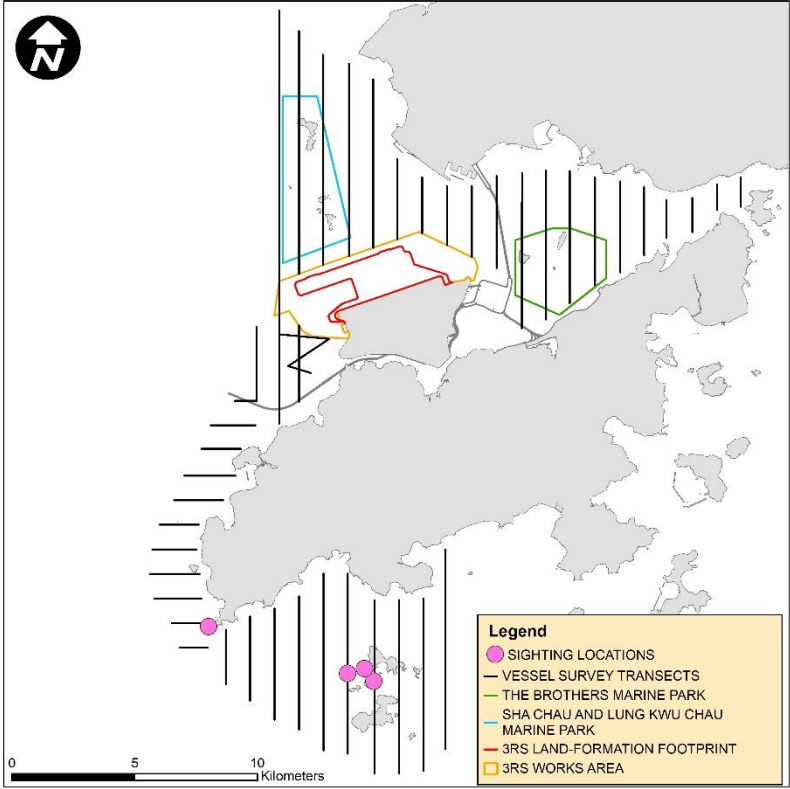 N
Legend
SIGHTING LOCATIONS
VESSEL SURVEY TRANSECTS
THE BROTHERS MARINE PARK
SHA CHAU AND LUNG KWU CHAU
MARINE PARK
3RS LAND-FORMATION FOOTPRINT
3RS WORKS AREA
0 5 10
Kilometers